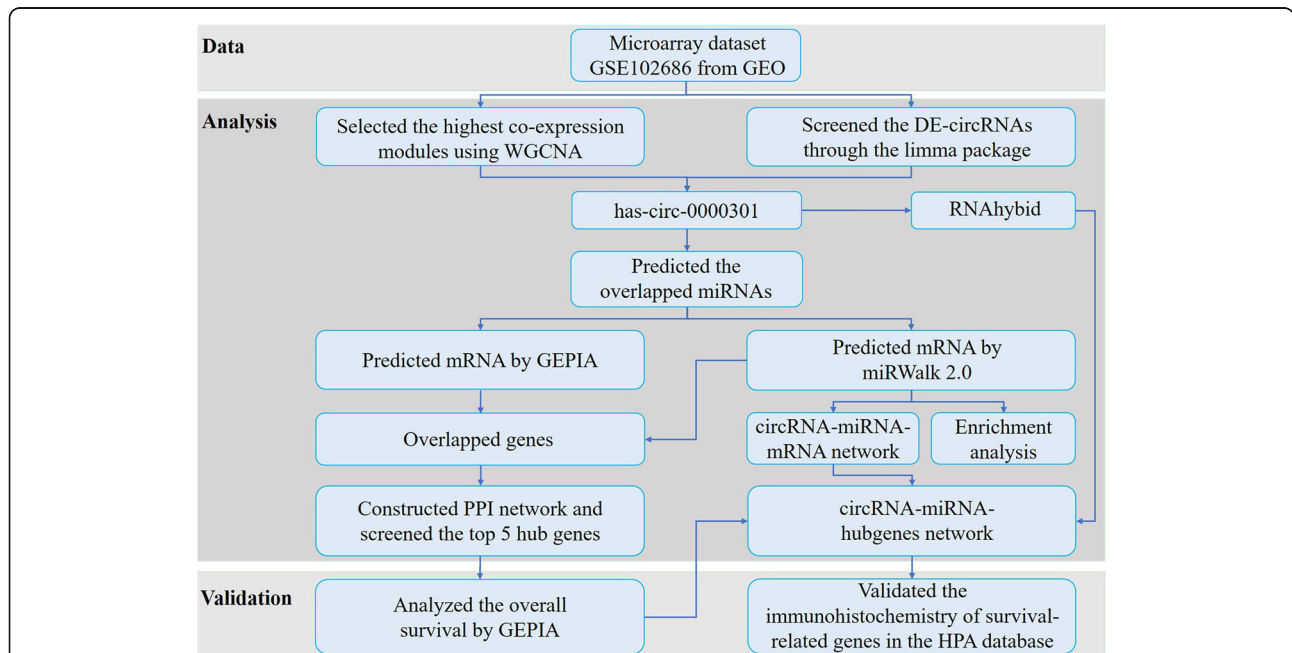 Data
Microarray dataset
GSE102686 from GEO
Analysis
Selected the highest co-expression
modules using WGCNA
Screened the DE-circRNAs
through the limma package
has-circ-0000301
RNAhybid
Predicted the
overlapped miRNAs
Predicted mRNA by GEPIA
Predicted mRNA by
miRWalk 2.0
Overlapped genes
circRNA-miRNA-
mRNA network
Enrichment
analysis
Constructed PPI network and
screened the top 5 hub genes
circRNA-miRNA-
hubgenes network
Validation
Analyzed the overall
survival by GEPIA
Validated the
immunohistochemistry of survival-
related genes in the HPA database